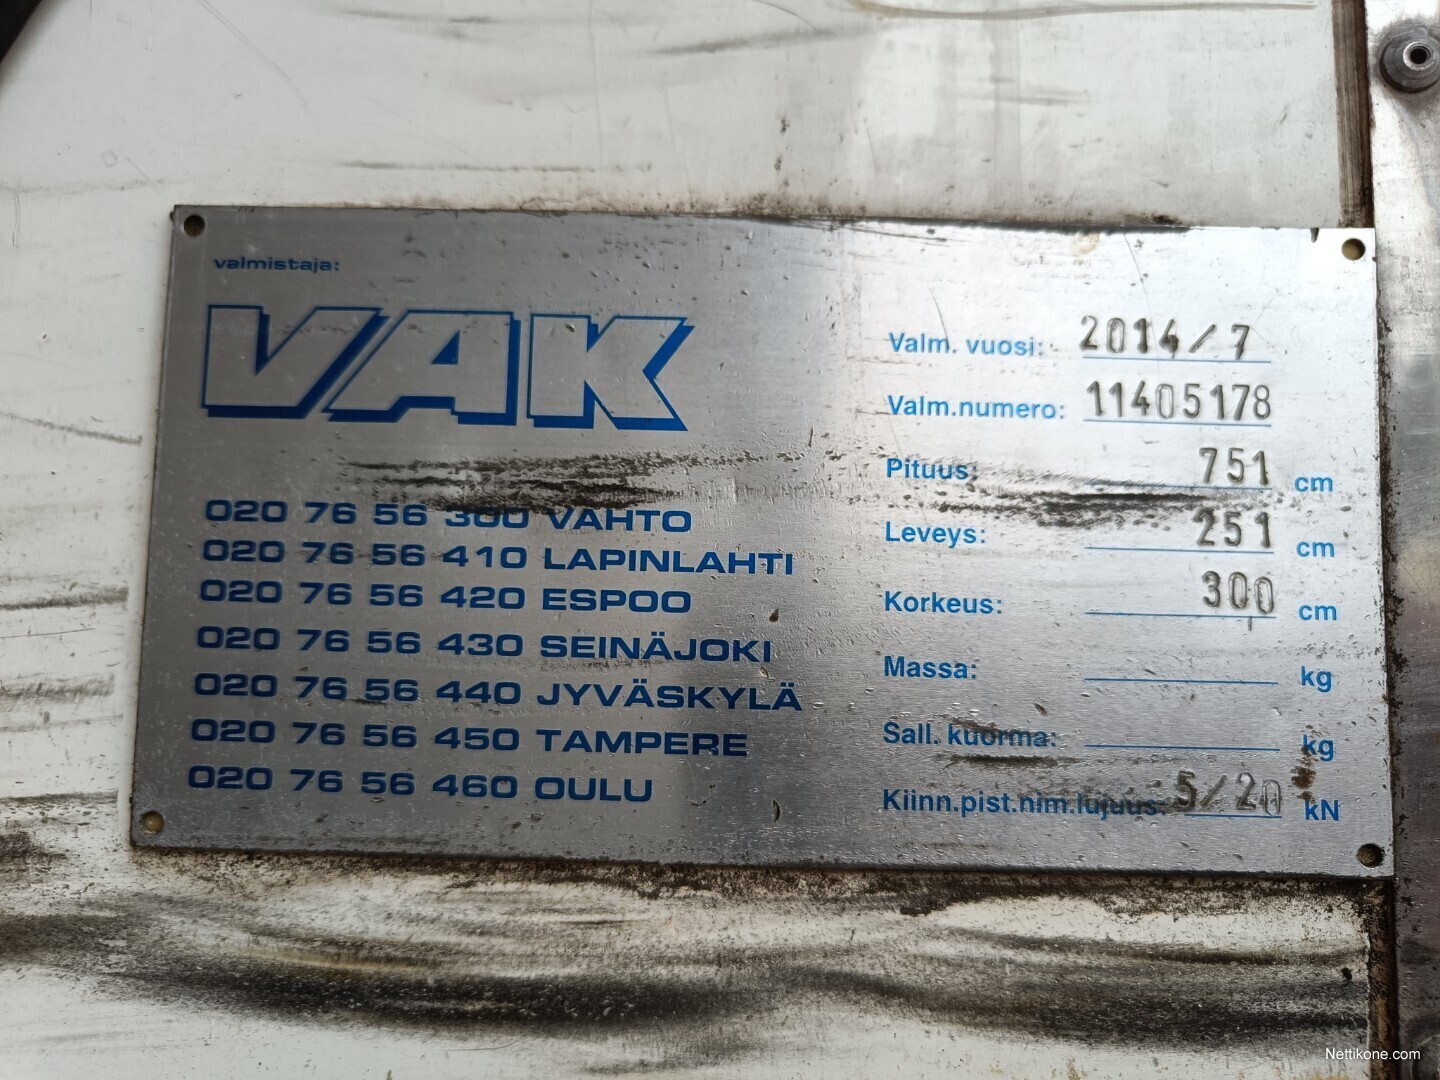 valmistaja:
VAK
020 76 56 300 VAHTO
020 76 56 410 LAPINLAHTI
020 76 56 420 ESPOO
020 76 56 430 SEINÄJOKI
020 76 56 440 JYVÄSKYLÄ
020 76 56 450 TAMPERE
020 76 56 460 OULU
Valm. vuosi: 2014/7
Valm.numero: 11405178
Pituus: 751 cm
Leveys: 251 cm
Korkeus: 300 cm
Massa: kg
Sall. kuorma: kg
Kiinn.pist.nim.lujuus: 5/20 kN
Nettikone.com